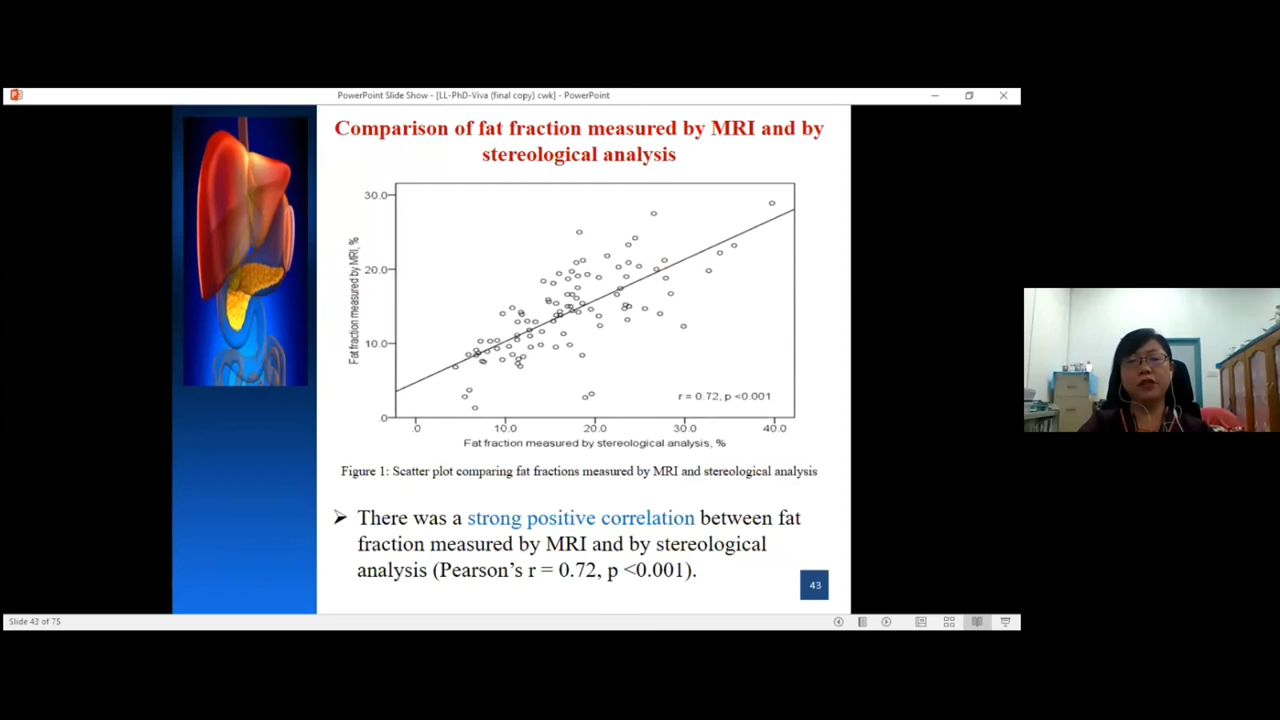 PowerPoint Slide Show - [LL-PhD-Viva (final copy) cwk] - PowerPoint
Comparison of fat fraction measured by MRI and by
stereological analysis
30.0
20.0
10.0
.0
Fat fraction measured by MRI, %
r = 0.72, p <0.001
.0 10.0 20.0 30.0 40.0
Fat fraction measured by stereological analysis, %
Figure 1: Scatter plot comparing fat fractions measured by MRI and stereological analysis
➢ There was a strong positive correlation between fat
fraction measured by MRI and by stereological
analysis (Pearson’s r = 0.72, p <0.001).
43
Slide 43 of 75